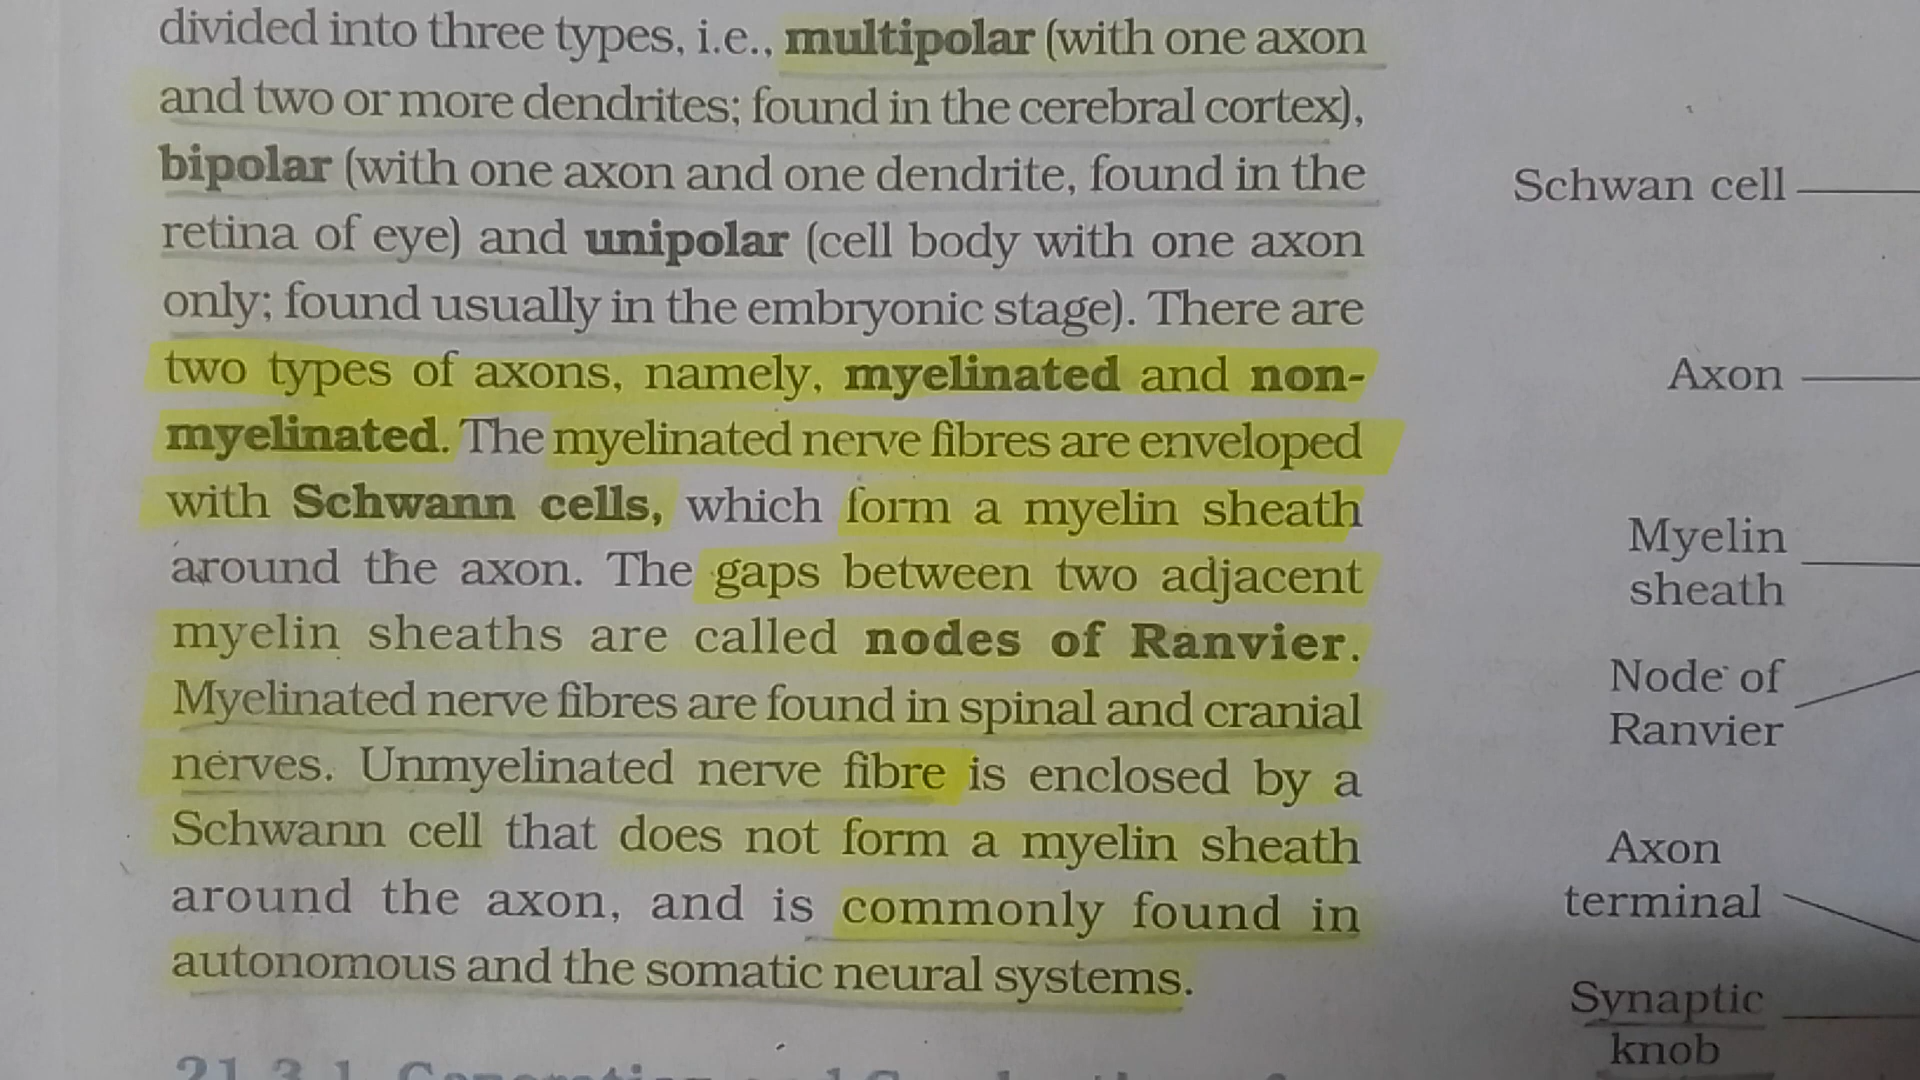 divided into three types, i.e., multipolar (with one axon
and two or more dendrites; found in the cerebral cortex),
bipolar (with one axon and one dendrite, found in the
retina of eye) and unipolar (cell body with one axon
only; found usually in the embryonic stage). There are
two types of axons, namely, myelinated and non-
myelinated. The myelinated nerve fibres are enveloped
with Schwann cells, which form a myelin sheath
around the axon. The gaps between two adjacent
myelin sheaths are called nodes of Ranvier.
Myelinated nerve fibres are found in spinal and cranial
nerves. Unmyelinated nerve fibre is enclosed by a
Schwann cell that does not form a myelin sheath
around the axon, and is commonly found in
autonomous and the somatic neural systems.
21.3.1
Schwan cell
Axon
Myelin
sheath
Node of
Ranvier
Axon
terminal
Synaptic
knob